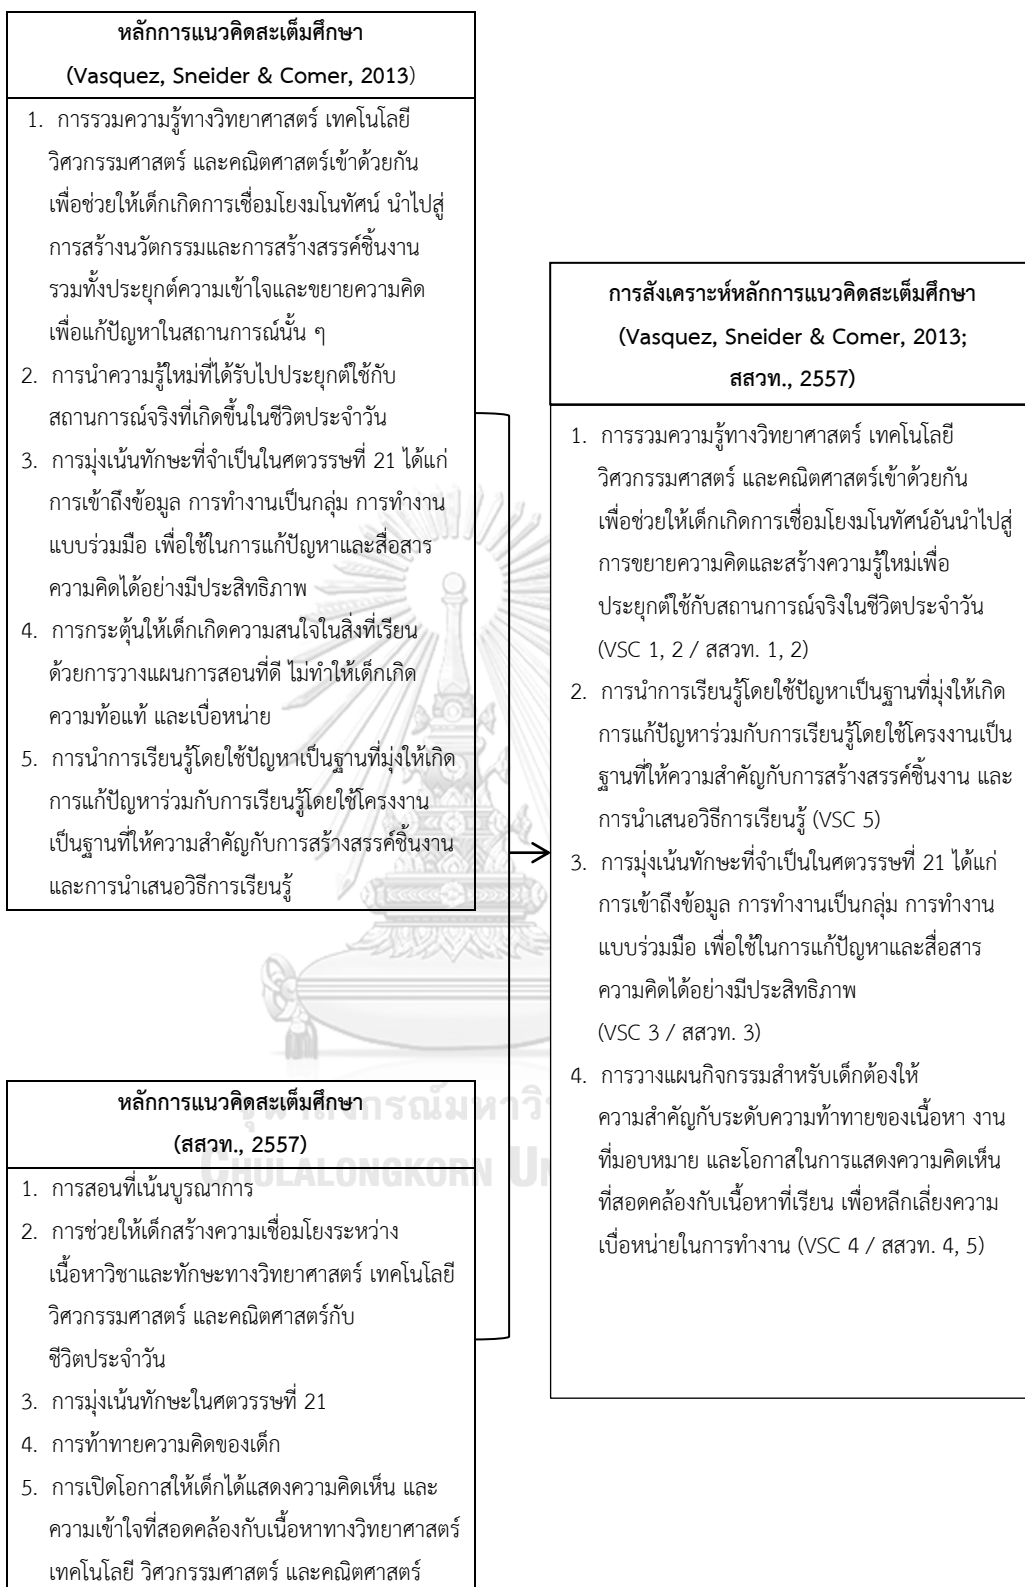 หลักการแนวคิดสะเต็มศึกษา
(Vasquez, Sneider & Comer, 2013)
1. การรวมความรู้ทางวิทยาศาสตร์ เทคโนโลยี
วิศวกรรมศาสตร์ และคณิตศาสตร์เข้าด้วยกัน
เพื่อช่วยให้เด็กเกิดการเชื่อมโยงมโนทัศน์ นำไปสู่
การสร้างนวัตกรรมและการสร้างสรรค์ชิ้นงาน
รวมทั้งประยุกต์ความเข้าใจและขยายความคิด
เพื่อแก้ปัญหาในสถานการณ์นั้น ๆ
2. การนำความรู้ใหม่ที่ได้รับไปประยุกต์ใช้กับ
สถานการณ์จริงที่เกิดขึ้นในชีวิตประจำวัน
3. การมุ่งเน้นทักษะที่จำเป็นในศตวรรษที่ 21 ได้แก่
การเข้าถึงข้อมูล การทำงานเป็นกลุ่ม การทำงาน
แบบร่วมมือ เพื่อใช้ในการแก้ปัญหาและสื่อสาร
ความคิดได้อย่างมีประสิทธิภาพ
4. การกระตุ้นให้เด็กเกิดความสนใจในสิ่งที่เรียน
ด้วยการวางแผนการสอนที่ดี ไม่ทำให้เด็กเกิด
ความท้อแท้ และเบื่อหน่าย
5. การนำการเรียนรู้โดยใช้ปัญหาเป็นฐานที่มุ่งให้เกิด
การแก้ปัญหาร่วมกับการเรียนรู้โดยใช้โครงงาน
เป็นฐานที่ให้ความสำคัญกับการสร้างสรรค์ชิ้นงาน
และการนำเสนอวิธีการเรียนรู้
หลักการแนวคิดสะเต็มศึกษา
(สสวท., 2557)
1. การสอนที่เน้นบูรณาการ
2. การช่วยให้เด็กสร้างความเชื่อมโยงระหว่าง
เนื้อหาวิชาและทักษะทางวิทยาศาสตร์ เทคโนโลยี
วิศวกรรมศาสตร์ และคณิตศาสตร์กับ
ชีวิตประจำวัน
3. การมุ่งเน้นทักษะในศตวรรษที่ 21
4. การท้าทายความคิดของเด็ก
5. การเปิดโอกาสให้เด็กได้แสดงความคิดเห็น และ
ความเข้าใจที่สอดคล้องกับเนื้อหาทางวิทยาศาสตร์
เทคโนโลยี วิศวกรรมศาสตร์ และคณิตศาสตร์
การสังเคราะห์หลักการแนวคิดสะเต็มศึกษา
(Vasquez, Sneider & Comer, 2013;
สสวท., 2557)
1. การรวมความรู้ทางวิทยาศาสตร์ เทคโนโลยี
วิศวกรรมศาสตร์ และคณิตศาสตร์เข้าด้วยกัน
เพื่อช่วยให้เด็กเกิดการเชื่อมโยงมโนทัศน์อันนำไปสู่
การขยายความคิดและสร้างความรู้ใหม่เพื่อ
ประยุกต์ใช้กับสถานการณ์จริงในชีวิตประจำวัน
(VSC 1, 2 / สสวท. 1, 2)
2. การนำการเรียนรู้โดยใช้ปัญหาเป็นฐานที่มุ่งให้เกิด
การแก้ปัญหาร่วมกับการเรียนรู้โดยใช้โครงงานเป็น
ฐานที่ให้ความสำคัญกับการสร้างสรรค์ชิ้นงาน และ
การนำเสนอวิธีการเรียนรู้ (VSC 5)
3. การมุ่งเน้นทักษะที่จำเป็นในศตวรรษที่ 21 ได้แก่
การเข้าถึงข้อมูล การทำงานเป็นกลุ่ม การทำงาน
แบบร่วมมือ เพื่อใช้ในการแก้ปัญหาและสื่อสาร
ความคิดได้อย่างมีประสิทธิภาพ
(VSC 3 / สสวท. 3)
4. การวางแผนกิจกรรมสำหรับเด็กต้องให้
ความสำคัญกับระดับความท้าทายของเนื้อหา งาน
ที่มอบหมาย และโอกาสในการแสดงความคิดเห็น
ที่สอดคล้องกับเนื้อหาที่เรียน เพื่อหลีกเลี่ยงความ
เบื่อหน่ายในการทำงาน (VSC 4 / สสวท. 4, 5)
CHULALONGKORN